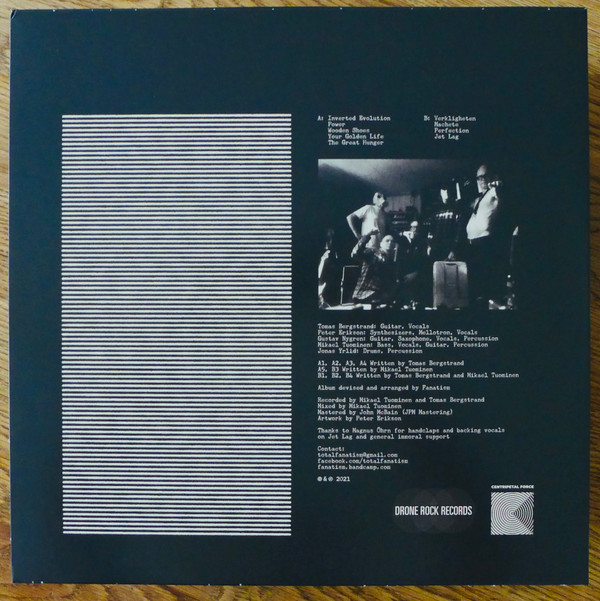 A: Inverted Evolution
Power
Wooden Shoes
Your Golden Life
The Great Hunger
B: Verkligheten
Machete
Perfection
Jet Lag
Tomas Bergstrand: Guitar, Vocals
Peter Erikson: Synthesisers, Mellotron, Vocals
Gustav Nygren: Guitar, Saxophone, Vocals, Percussion
Mikael Tuominen: Bass, Vocals, Guitar, Percussion
Jonas Yrlid: Drums, Percussion
A1, A2, A3, A4 Written by Tomas Bergstrand
A5, B3 Written by Mikael Tuominen
B1, B2, B4 Written by Tomas Bergstrand and Mikael Tuominen
Album devised and arranged by Fanatism
Recorded by Mikael Tuominen and Tomas Bergstrand
Mixed by Mikael Tuominen
Mastered by John McBain (JPN Mastering)
Artwork by Peter Erikson
Thanks to Magnus Öhrn for handclaps and backing vocals
on Jet Lag and general immoral support
Contact:
totalfanatism@gmail.com
facebook.com/totalfanatism
fanatism.bandcamp.com
© & ℗ 2021
DRONE ROCK RECORDS
CENTRIPETAL FORCE